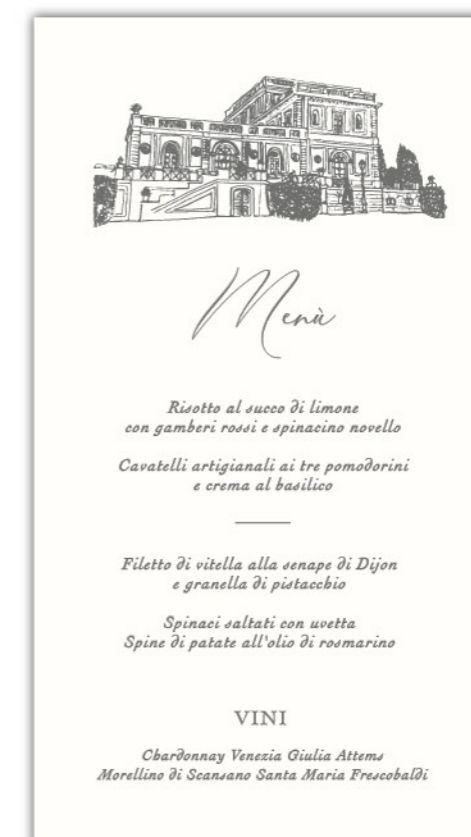 Menù
Risotto al succo di limone
con gamberi rossi e spinacino novello
Cavatelli artigianali ai tre pomodorini
e crema al basilico
Filetto di vitella alla senape di Dijon
e granella di pistacchio
Spinaci saltati con uvetta
Spine di patate all'olio di rosmarino
VINI
Chardonnay Venezia Giulia Attems
Morellino di Scansano Santa Maria Frescobaldi